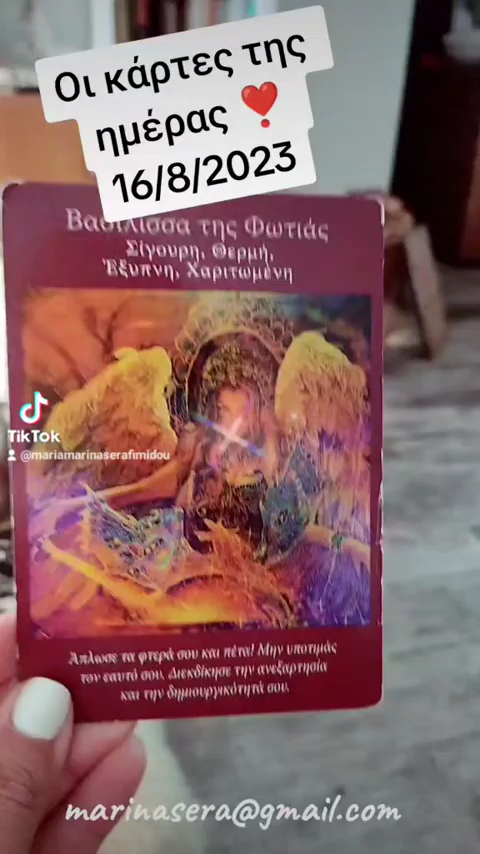 Οι κάρτες της
ημέρας ❣️
16/8/2023
Βασίλισσα της Φωτιάς
Σίγουρη, Θερμή,
Έξυπνη, Χαριτωμένη
TikTok
@mariamarinaserafimidou
Άπλωσε τα φτερά σου και πέτα! Μην υποτιμάς
τον εαυτό σου. Διεκδίκησε την ανεξαρτησία
και την δημιουργικότητά σου.
marinasera@gmail.com